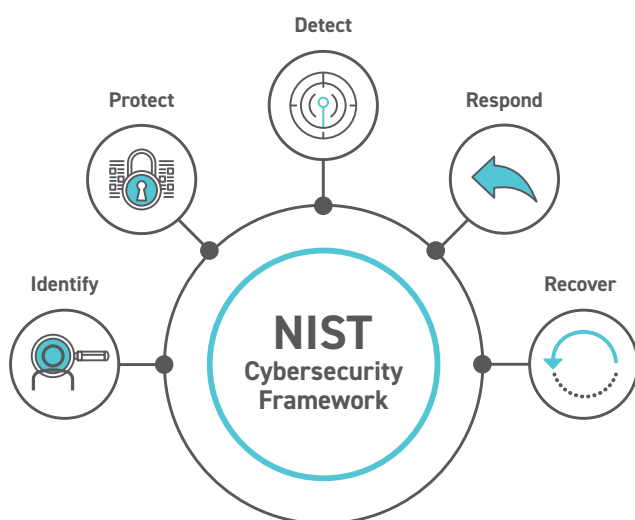 Detect
Protect
Respond
Identify
Recover
NIST
Cybersecurity
Framework